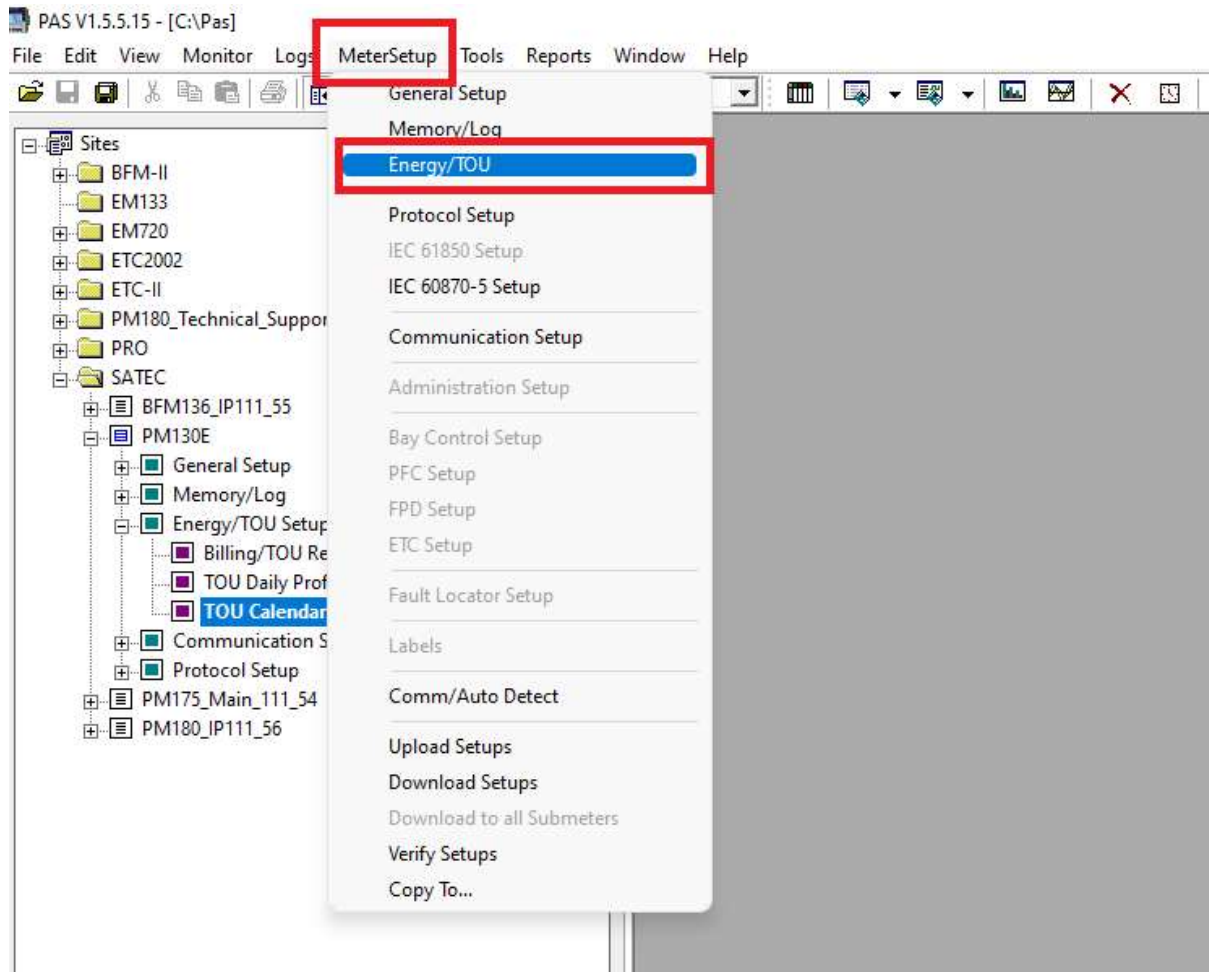 PAS V1.5.5.15 - [C:\Pas]
File Edit View Monitor Logs MeterSetup Tools Reports Window Help
General Setup
Memory/Log
Energy/TOU
Protocol Setup
IEC 61850 Setup
IEC 60870-5 Setup
Communication Setup
Administration Setup
Bay Control Setup
PFC Setup
FPD Setup
ETC Setup
Fault Locator Setup
Labels
Comm/Auto Detect
Upload Setups
Download Setups
Download to all Submeters
Verify Setups
Copy To...
Sites
BFM-II
EM133
EM720
ETC2002
ETC-II
PM180_Technical_Suppor
PRO
SATEC
BFM136_IP111_55
PM130E
General Setup
Memory/Log
Energy/TOU Setup
Billing/TOU Re
TOU Daily Prof
TOU Calendar
Communication S
Protocol Setup
PM175_Main_111_54
PM180_IP111_56